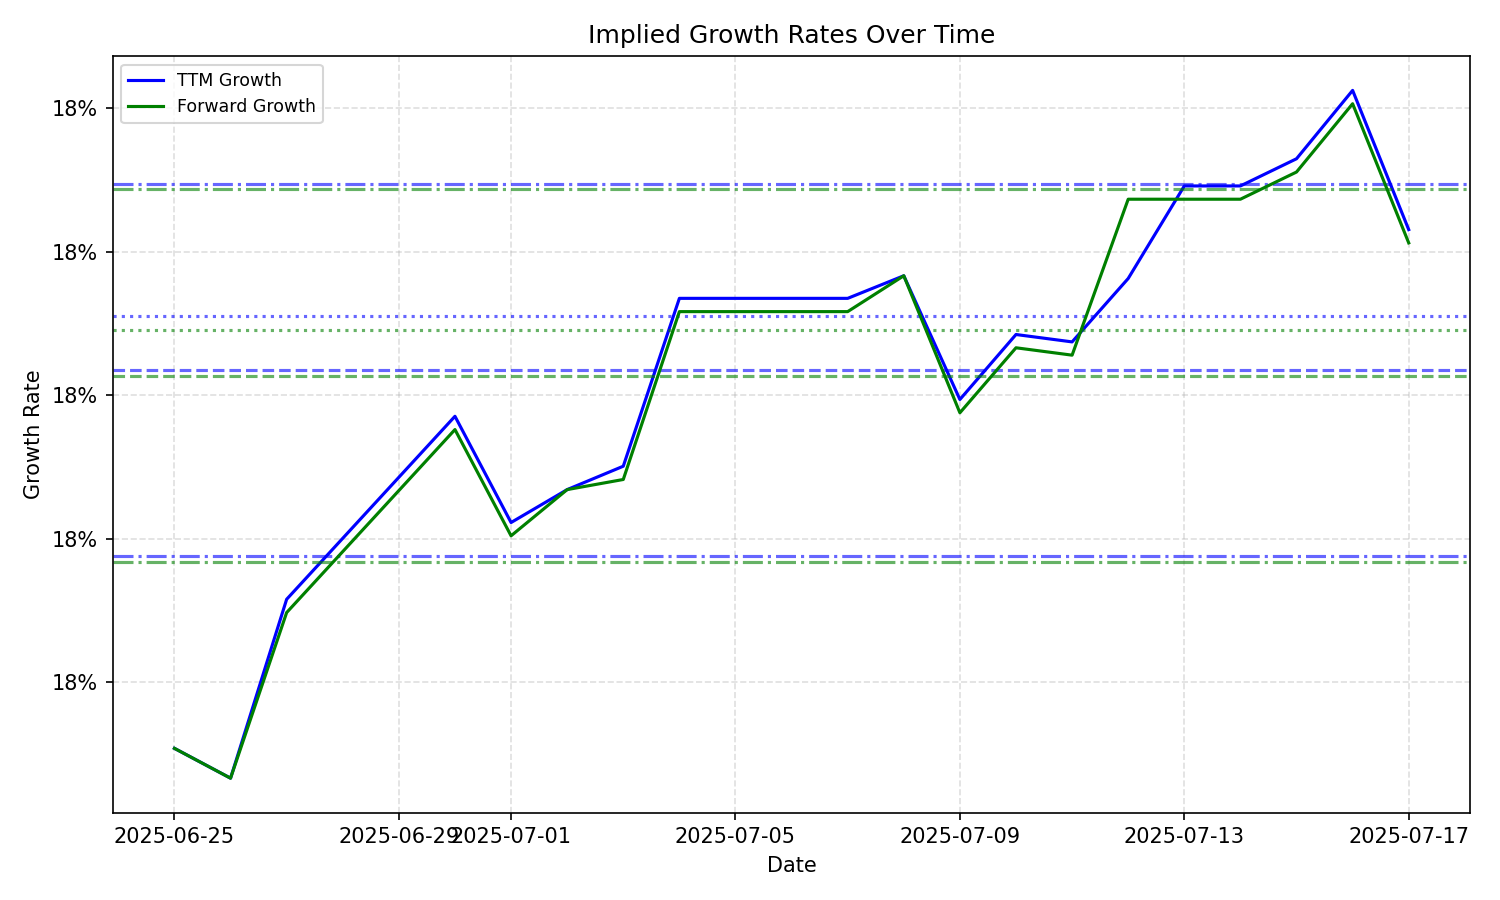 Implied Growth Rates Over Time
TTM Growth
Forward Growth
18%
18%
18%
18%
18%
Growth Rate
2025-06-25
2025-06-29
2025-07-01
2025-07-05
2025-07-09
2025-07-13
2025-07-17
Date